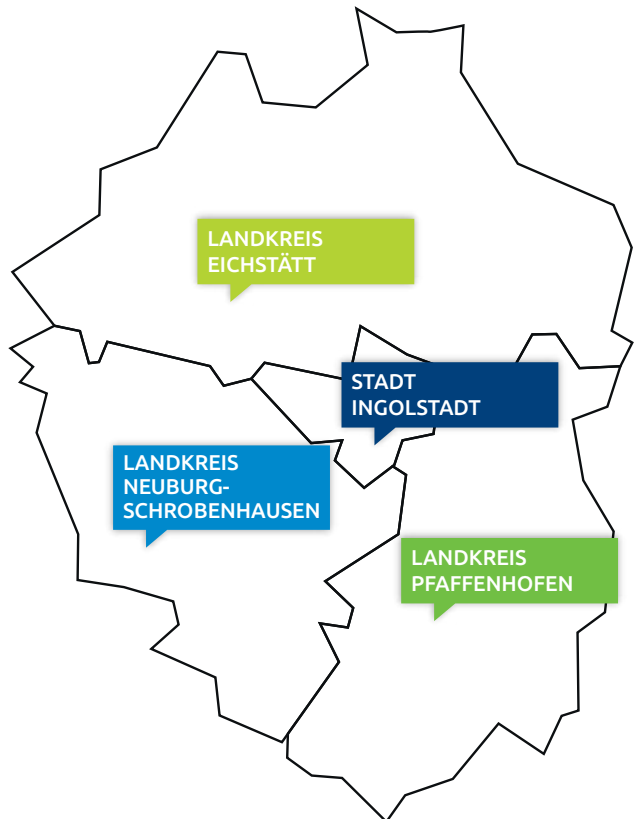 LANDKREIS
EICHSTÄTT
STADT
INGOLSTADT
LANDKREIS
NEUBURG-
SCHROBENHAUSEN
LANDKREIS
PFAFFENHOFEN